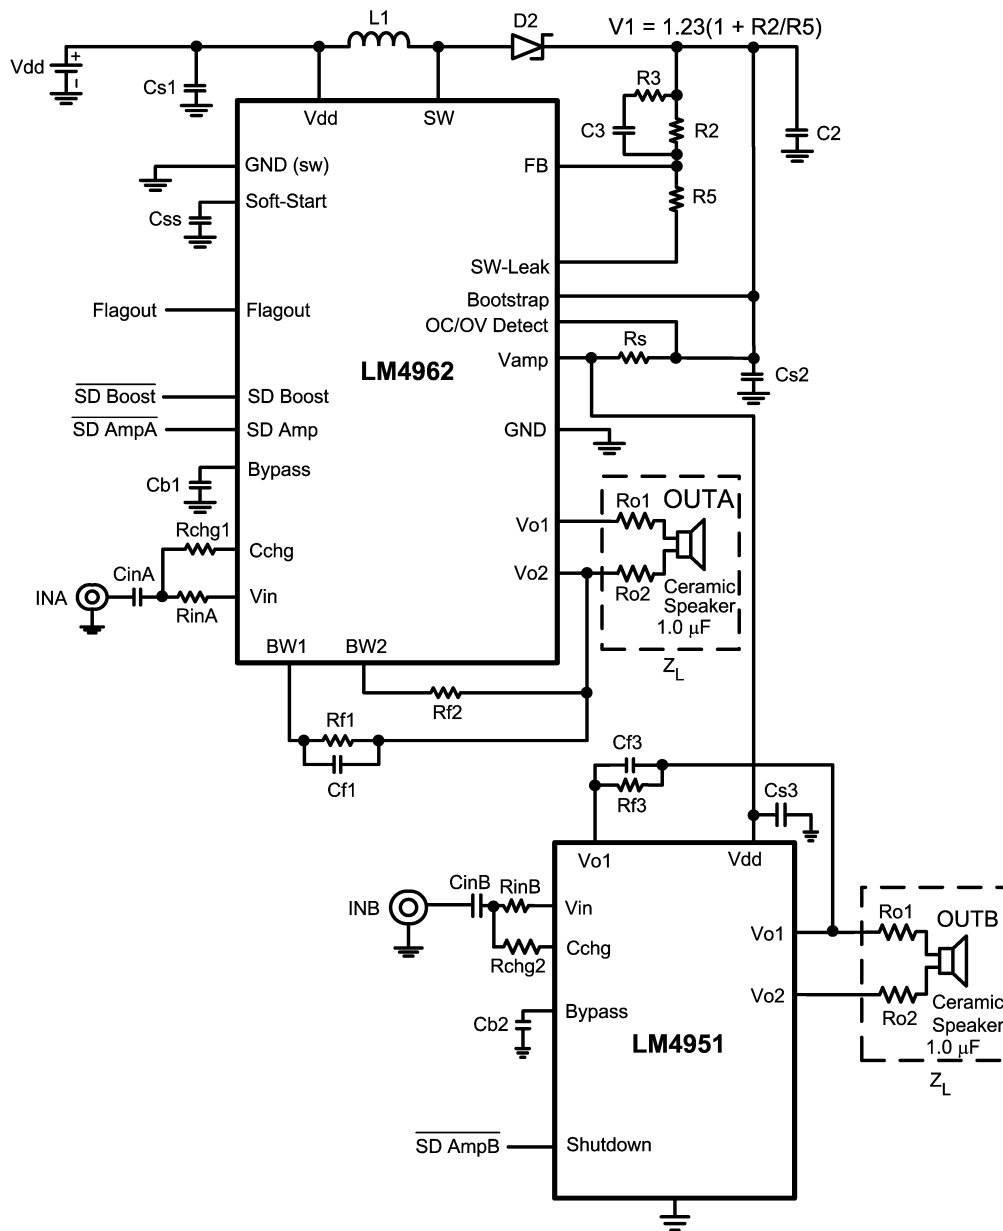 L1
D2
V1 = 1.23(1 + R2/R5)
Vdd
+
-
Cs1
Vdd
SW
R3
C3
R2
C2
GND (sw)
FB
Soft-Start
R5
Css
SW-Leak
Bootstrap
Flagout
Flagout
OC/OV Detect
Rs
Vamp
LM4962
Cs2
SD Boost
SD Boost
SD AmpA
SD Amp
GND
Bypass
Cb1
Ro1
OUTA
Rchg1
Vo1
Cchg
CinA
Vo2
Ro2
Ceramic
Speaker
1.0 µF
INA
RinA
Vin
BW1
BW2
ZL
Rf2
Rf1
Cf1
Cf3
Rf3
Cs3
Vo1
Vdd
CinB
RinB
INB
Vin
Ro1
OUTB
Vo1
Cchg
Rchg2
Vo2
Ro2
Ceramic
Speaker
1.0 µF
Bypass
Cb2
LM4951
ZL
SD AmpB
Shutdown